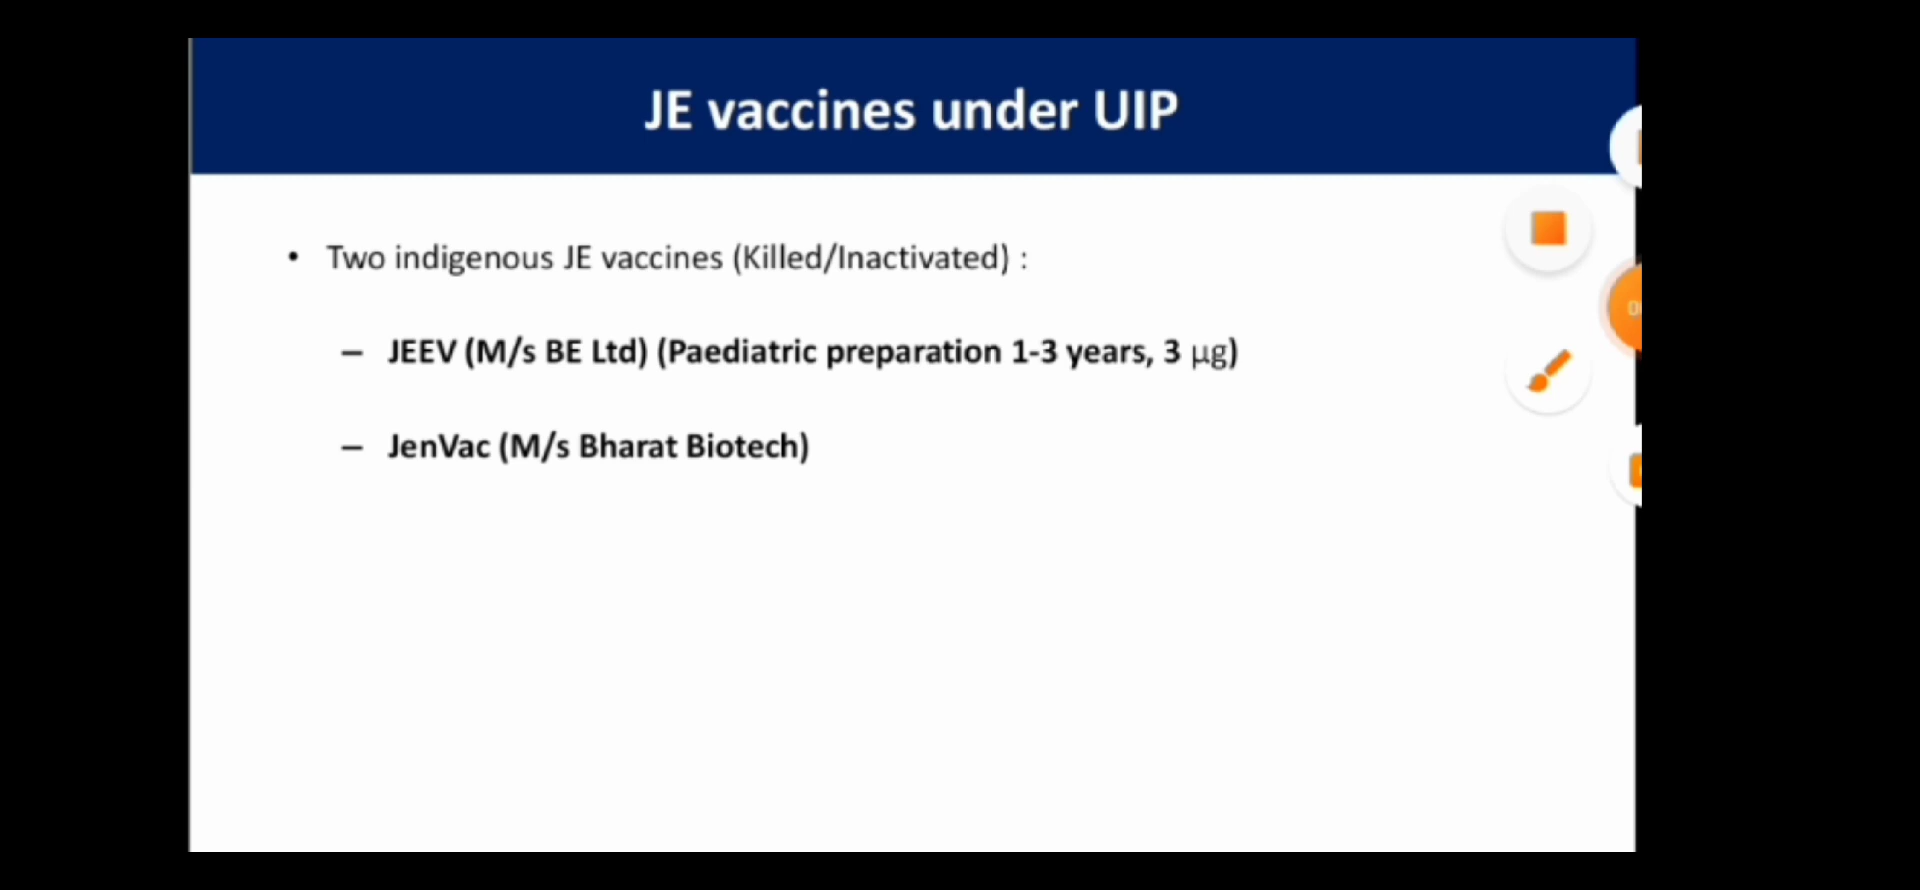 JE vaccines under UIP
• Two indigenous JE vaccines (Killed/Inactivated) :
– JEEV (M/s BE Ltd) (Paediatric preparation 1-3 years, 3 µg)
– JenVac (M/s Bharat Biotech)